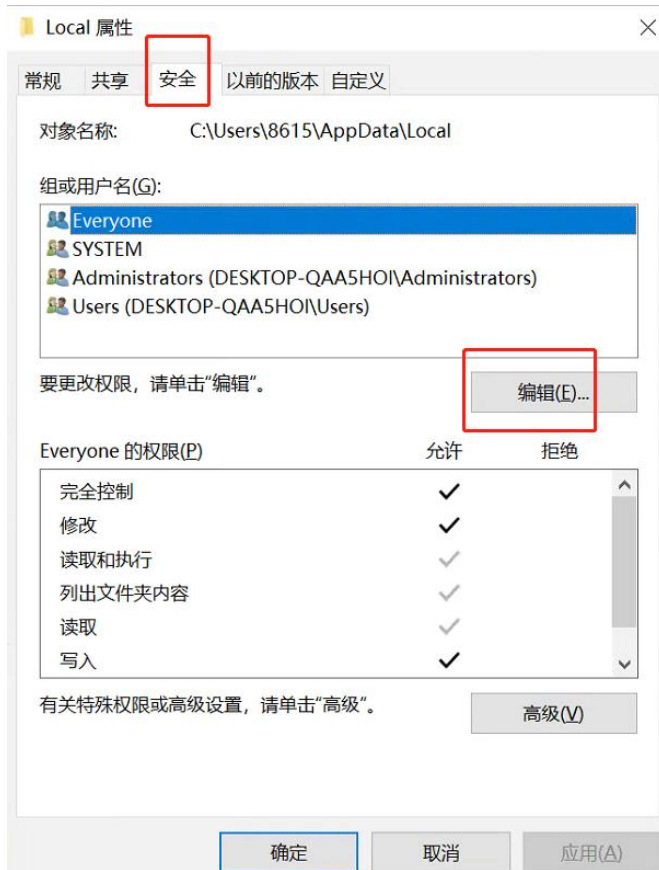 Local 属性
常规 共享 安全 以前的版本 自定义
对象名称: C:\Users\8615\AppData\Local
组或用户名(G):
Everyone
SYSTEM
Administrators (DESKTOP-QAA5HOI\Administrators)
Users (DESKTOP-QAA5HOI\Users)
要更改权限，请单击"编辑"。
编辑(E)...
Everyone 的权限(P) 允许 拒绝
完全控制
修改
读取和执行
列出文件夹内容
读取
写入
有关特殊权限或高级设置，请单击"高级"。
高级(V)
确定 取消 应用(A)